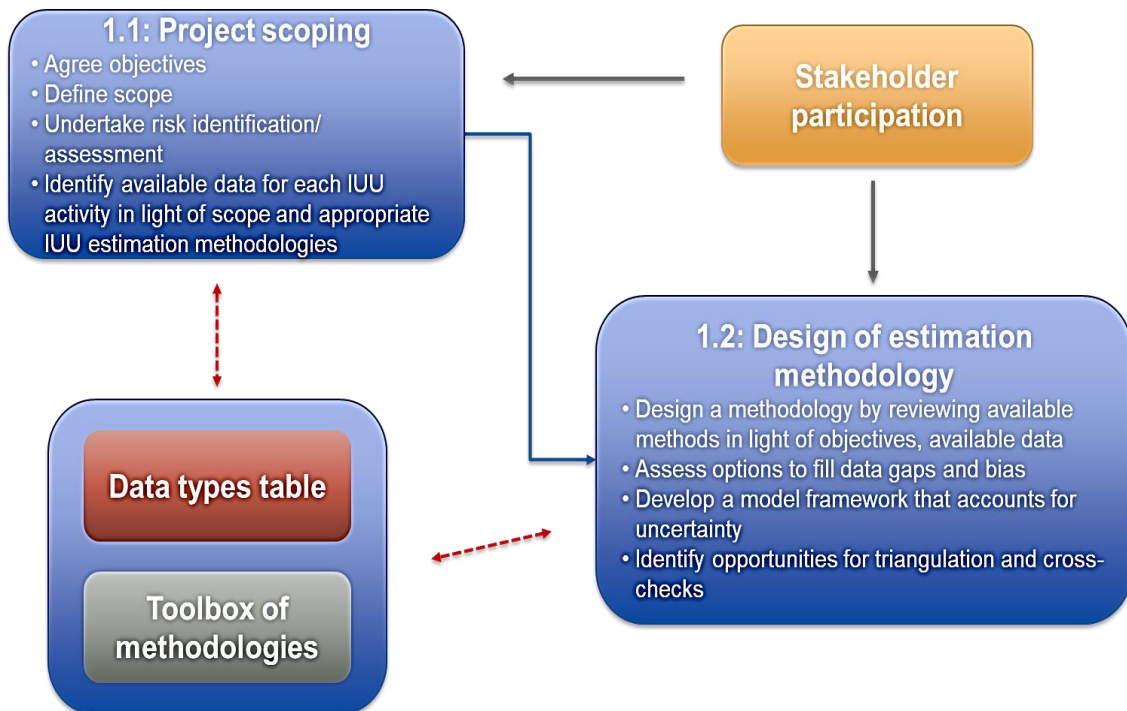 1.1: Project scoping
• Agree objectives
• Define scope
• Undertake risk identification/
assessment
• Identify available data for each IUU
activity in light of scope and appropriate
IUU estimation methodologies
Stakeholder
participation
1.2: Design of estimation
methodology
• Design a methodology by reviewing available
methods in light of objectives, available data
• Assess options to fill data gaps and bias
• Develop a model framework that accounts for
uncertainty
• Identify opportunities for triangulation and cross-
checks
Data types table
Toolbox of
methodologies